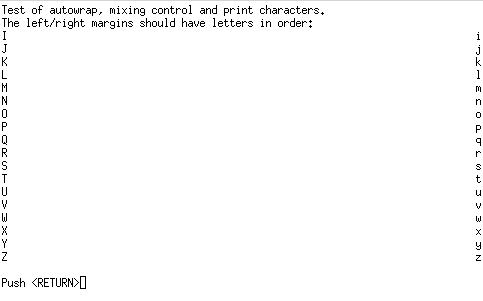 Test of autowrap, mixing control and print characters.
The left/right margins should have letters in order:
I i
J j
K k
L l
M m
N n
O o
P p
Q q
R r
S s
T t
U u
V v
W w
X x
Y y
Z z
Push <RETURN>